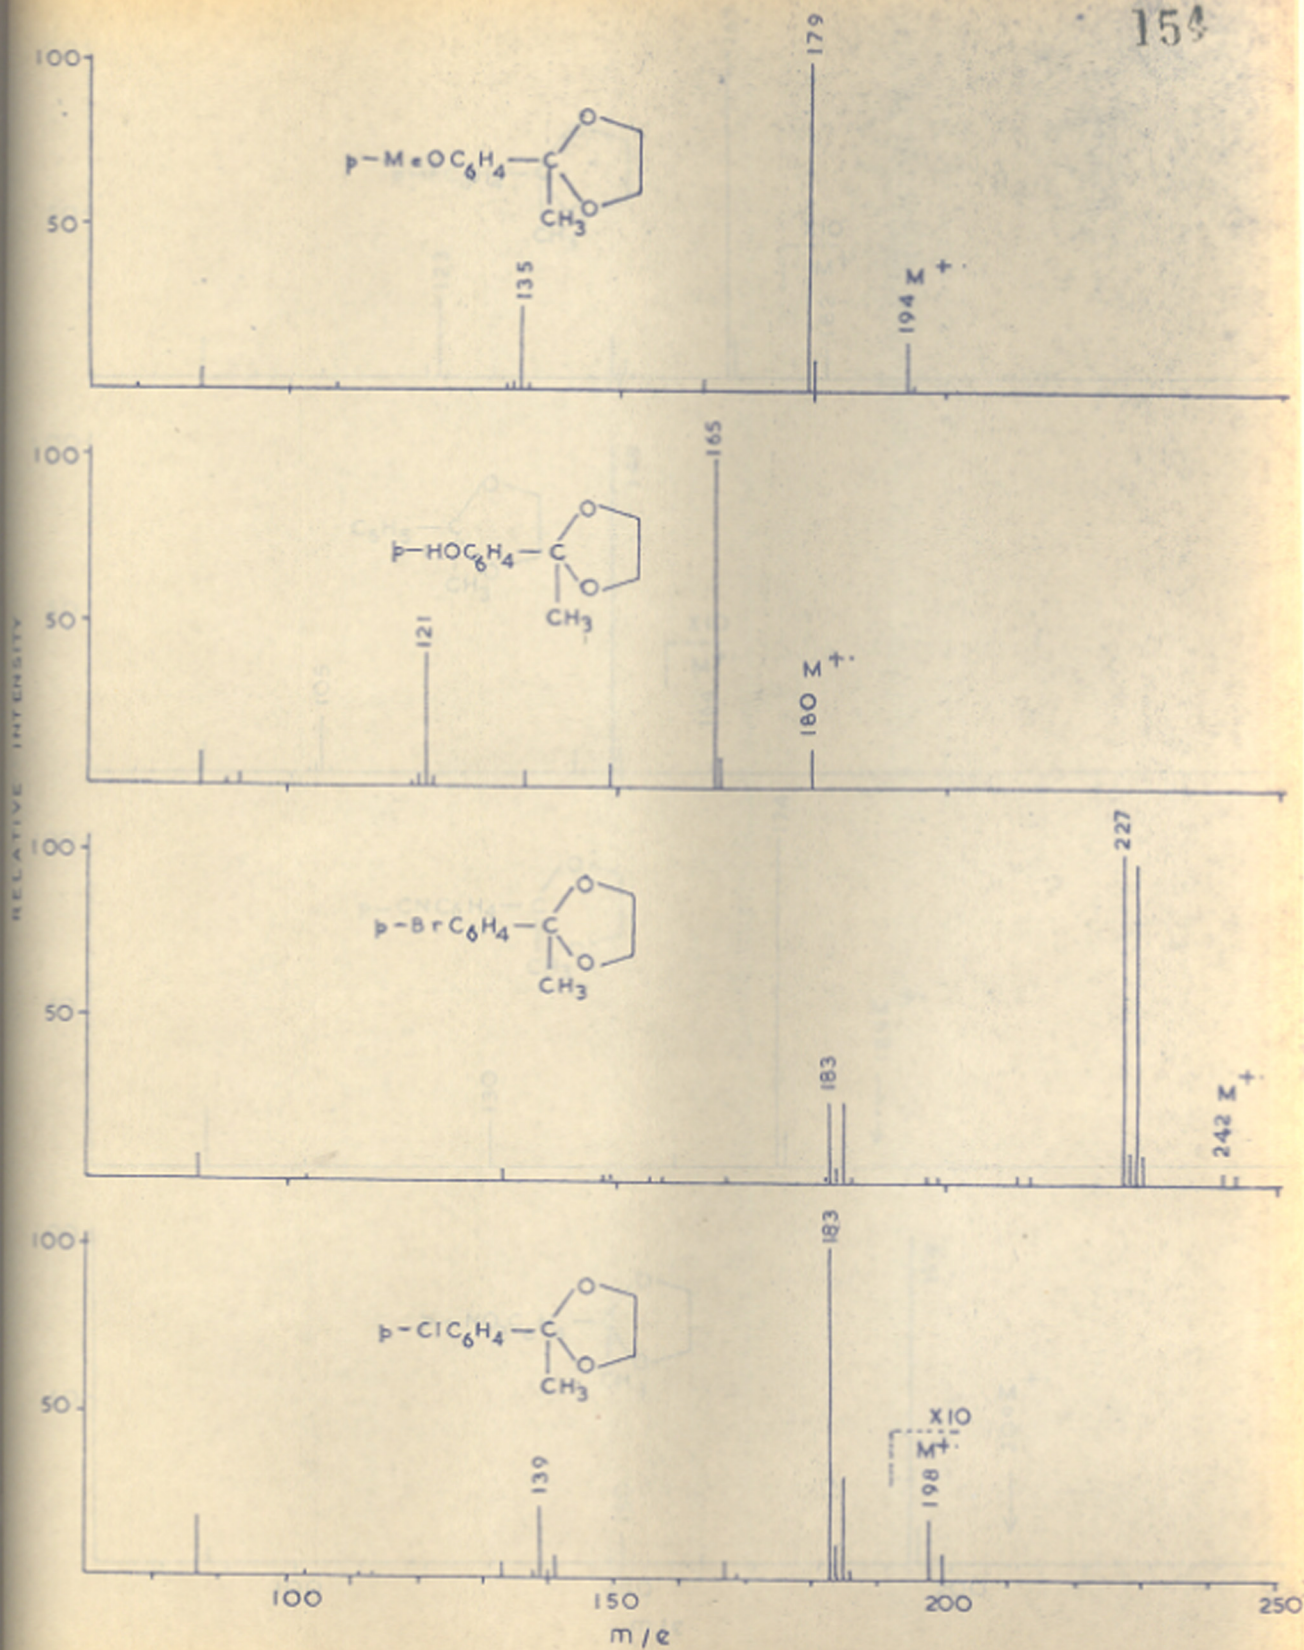 154
RELATIVE INTENSITY
100
50
179
p-MeOC6H4-C
O
O
CH3
135
194 M+.
100
50
165
p-HOC6H4-C
O
O
CH3
121
180 M+.
100
50
227
p-BrC6H4-C
O
O
CH3
183
242 M+.
100
50
183
p-ClC6H4-C
O
O
CH3
139
X10
198 M+.
100 150 200 250
m/e